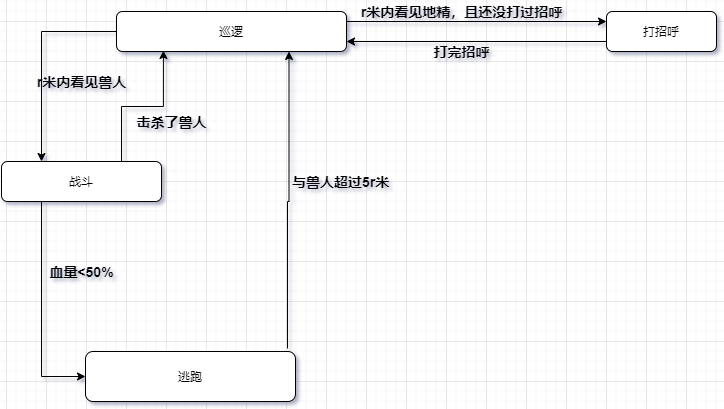 r米内看见地精，且还没打过招呼
巡逻
打招呼
打完招呼
r米内看见兽人
击杀了兽人
战斗
与兽人超过5r米
血量<50%
逃跑